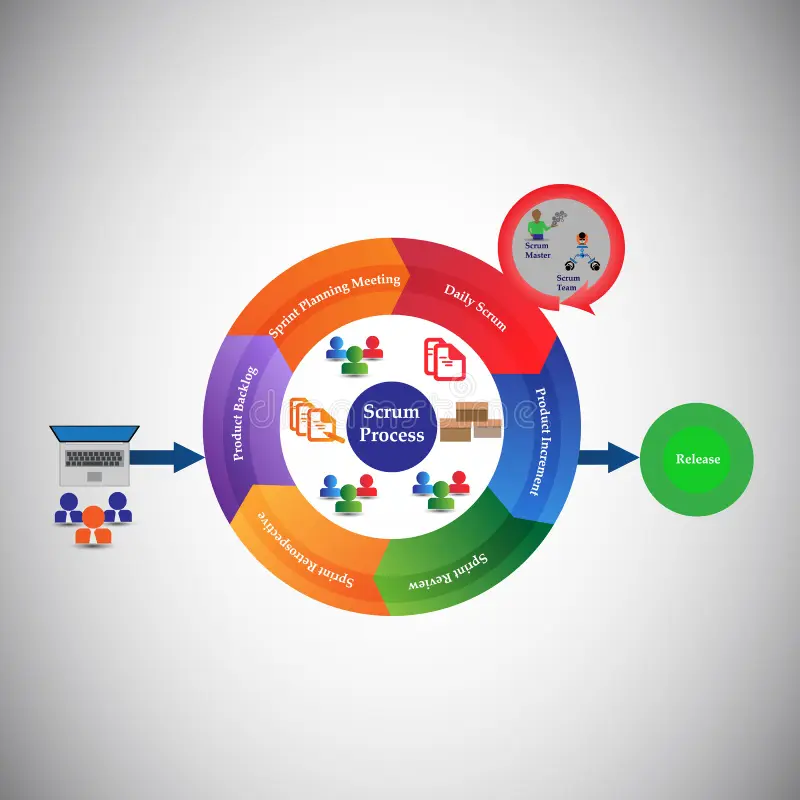 Sprint Planning Meeting
Daily Scrum
Product Increment
Sprint Review
Sprint Retrospective
Product Backlog
Scrum
Process
Scrum
Master
Scrum
Team
Release
dreamstime